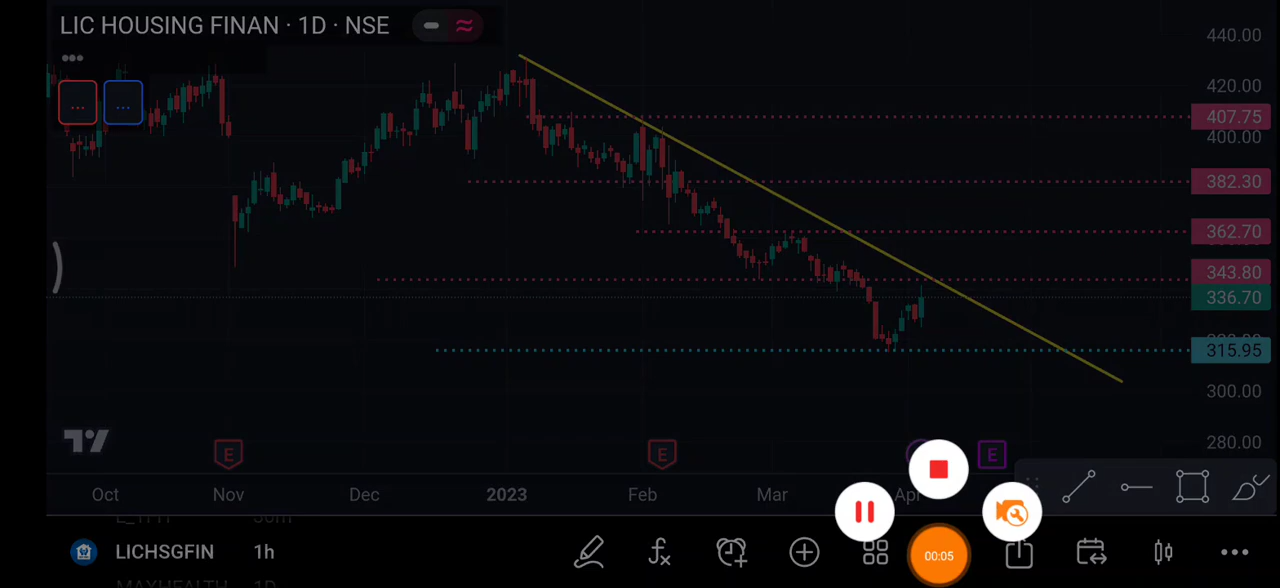 LIC HOUSING FINAN · 1D · NSE
440.00
420.00
407.75
400.00
382.30
362.70
343.80
336.70
315.95
300.00
280.00
E
E
E
Oct Nov Dec 2023 Feb Mar Apr
LICHSGFIN 1h
MAXHEALTH 1D
00:05